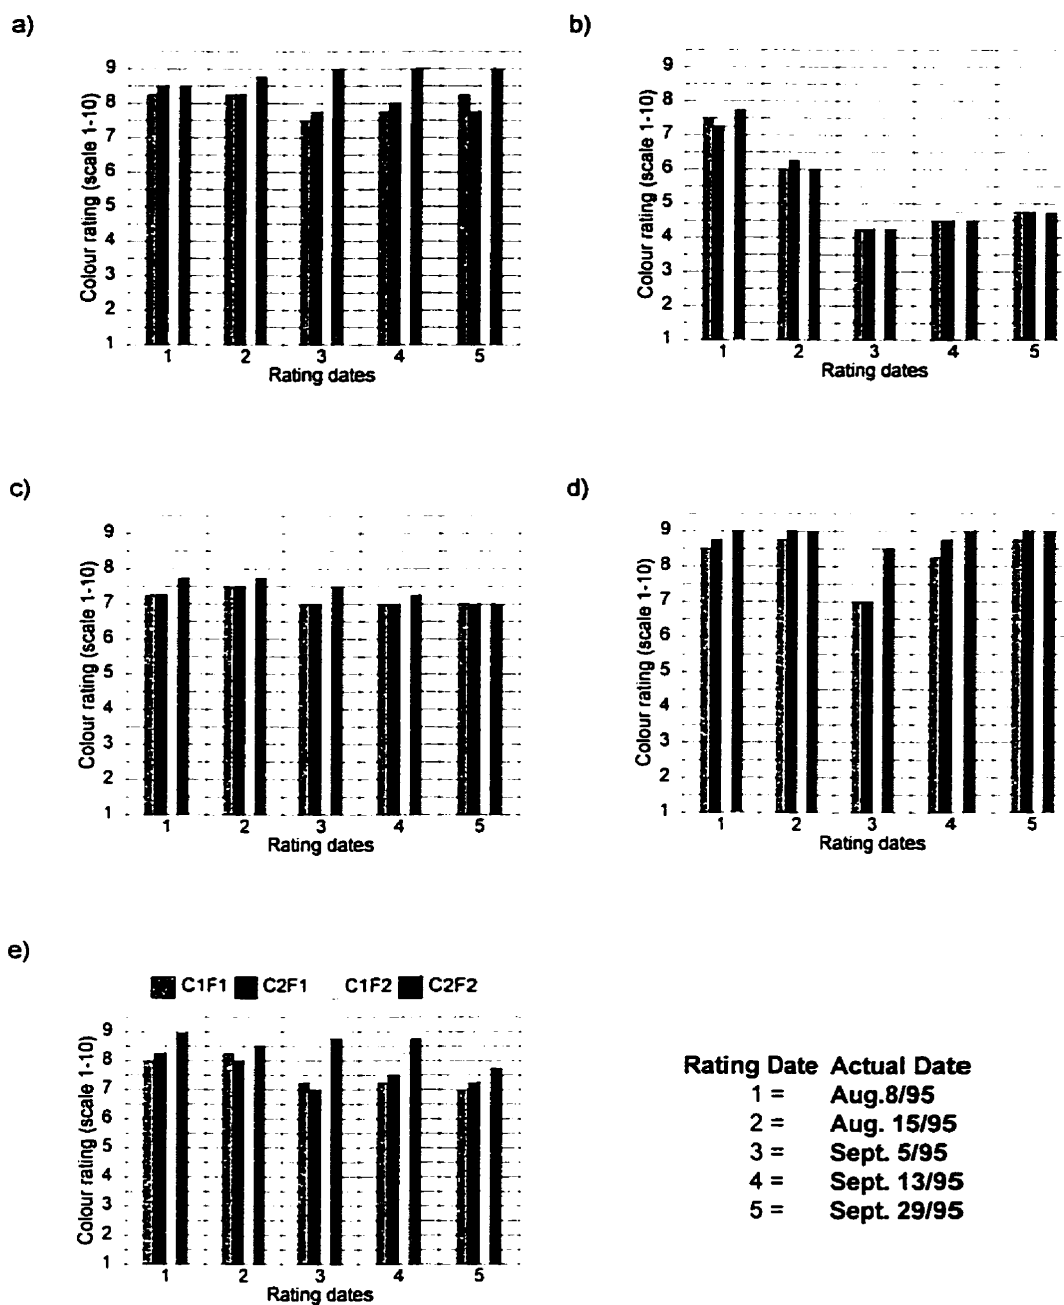 a)
Colour rating (scale 1-10)
9
8
7
6
5
4
3
2
1
1 2 3 4 5
Rating dates
b)
Colour rating (scale 1-10)
9
8
7
6
5
4
3
2
1
1 2 3 4 5
Rating dates
c)
Colour rating (scale 1-10)
9
8
7
6
5
4
3
2
1
1 2 3 4 5
Rating dates
d)
Colour rating (scale 1-10)
9
8
7
6
5
4
3
2
1
1 2 3 4 5
Rating dates
e)
C1F1 C2F1 C1F2 C2F2
Colour rating (scale 1-10)
9
8
7
6
5
4
3
2
1
1 2 3 4 5
Rating dates
Rating Date Actual Date
1 = Aug.8/95
2 = Aug. 15/95
3 = Sept. 5/95
4 = Sept. 13/95
5 = Sept. 29/95